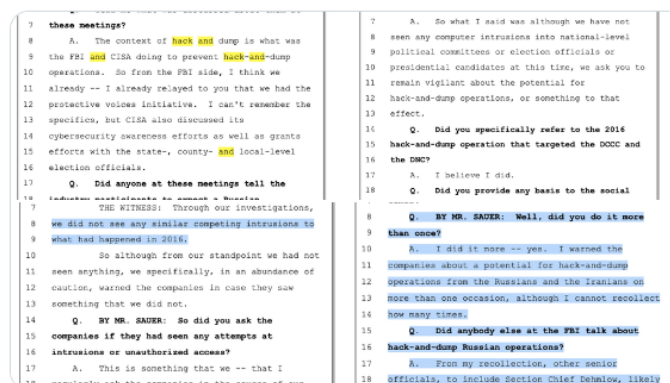 7 these meetings?
8 A. The context of hack and dump is what was
9 the FBI and CISA doing to prevent hack-and-dump
10 operations. So from the FBI side, I think we
11 already -- I already relayed to you that we had the
12 protective voices initiative. I can't remember the
13 specifics, but CISA also discussed its
14 cybersecurity awareness efforts as well as grants
15 efforts with the state-, county- and local-level
16 election officials.
17 Q. Did anyone at these meetings tell the
7 A. So what I said was although we have not
8 seen any computer intrusions into national-level
9 political committees or election officials or
10 presidential candidates at this time, we ask you to
11 remain vigilant about the potential for
12 hack-and-dump operations, or something to that
13 effect.
14 Q. Did you specifically refer to the 2016
15 hack-and-dump operation that targeted the DCCC and
16 the DNC?
17 A. I believe I did.
18 Q. Did you provide any basis to the social
7 THE WITNESS: Through our investigations,
8 we did not see any similar competing intrusions to
9 what had happened in 2016.
10 So although from our standpoint we had not
11 seen anything, we specifically, in an abundance of
12 caution, warned the companies in case they saw
13 something that we did not.
14 Q. BY MR. SAUER: So did you ask the
15 companies if they had seen any attempts at
16 intrusions or unauthorized access?
17 A. This is something that we -- that I
8 Q. BY MR. SAUER: Well, did you do it more
9 than once?
10 A. I did it more -- yes. I warned the
11 companies about a potential for hack-and-dump
12 operations from the Russians and the Iranians on
13 more than one occasion, although I cannot recollect
14 how many times.
15 Q. Did anybody else at the FBI talk about
16 hack-and-dump Russian operations?
17 A. From my recollection, other senior
18 officials, to include Section Chief Dehmlow, likely